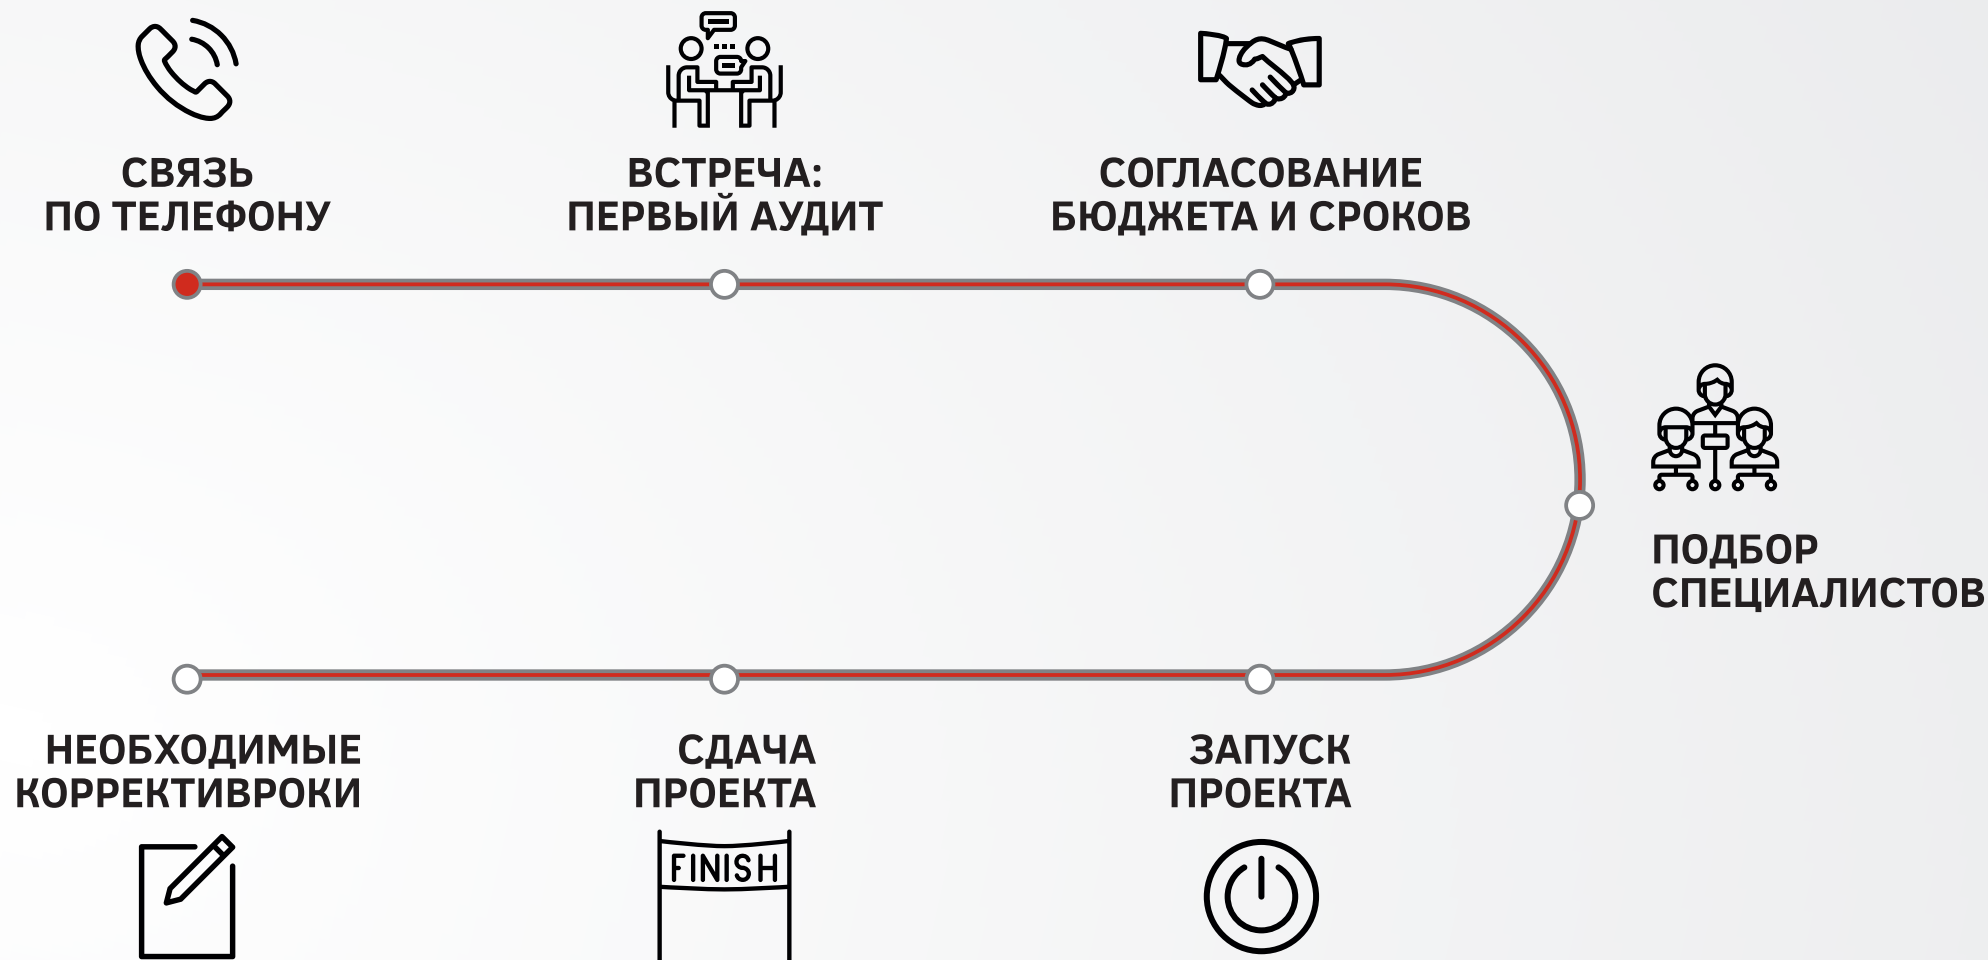 СВЯЗЬ
ПО ТЕЛЕФОНУ
ВСТРЕЧА:
ПЕРВЫЙ АУДИТ
СОГЛАСОВАНИЕ
БЮДЖЕТА И СРОКОВ
ПОДБОР
СПЕЦИАЛИСТОВ
НЕОБХОДИМЫЕ
КОРРЕКТИВРОКИ
СДАЧА
ПРОЕКТА
FINISH
ЗАПУСК
ПРОЕКТА